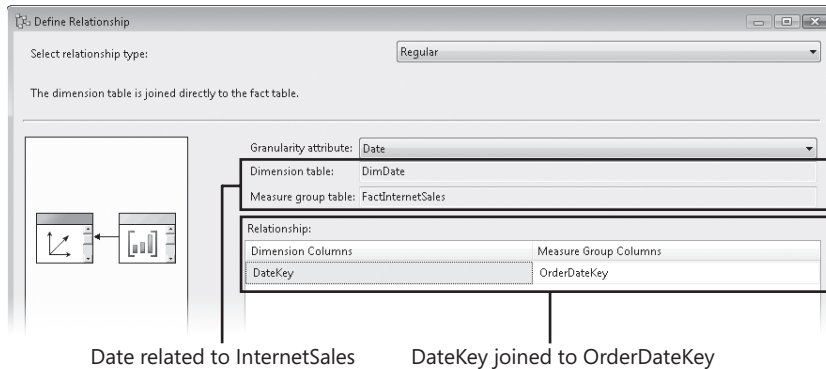 Define Relationship
Select relationship type: Regular
The dimension table is joined directly to the fact table.
Granularity attribute: Date
Dimension table: DimDate
Measure group table: FactInternetSales
Relationship:
Dimension Columns Measure Group Columns
DateKey OrderDateKey
Date related to InternetSales DateKey joined to OrderDateKey